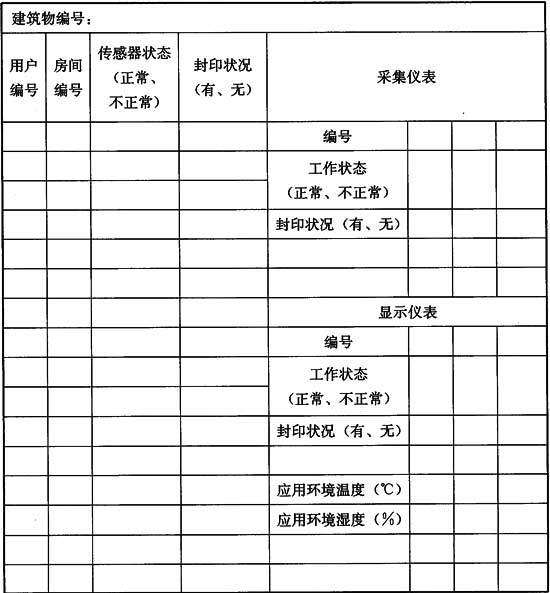 建筑物编号：
用户
编号
房间
编号
传感器状态
（正常、
不正常）
封印状况
（有、无）
采集仪表
编号
工作状态
（正常、不正常）
封印状况（有、无）
显示仪表
编号
工作状态
（正常、不正常）
封印状况（有、无）
应用环境温度（℃）
应用环境湿度（%）